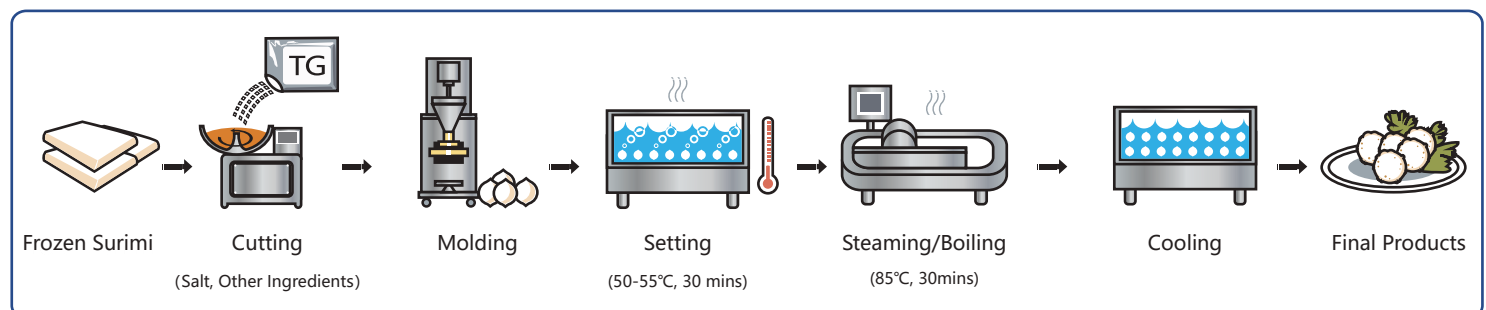 TG
Frozen Surimi
Cutting
(Salt, Other Ingredients)
Molding
Setting
(50-55℃, 30 mins)
Steaming/Boiling
(85℃, 30mins)
Cooling
Final Products